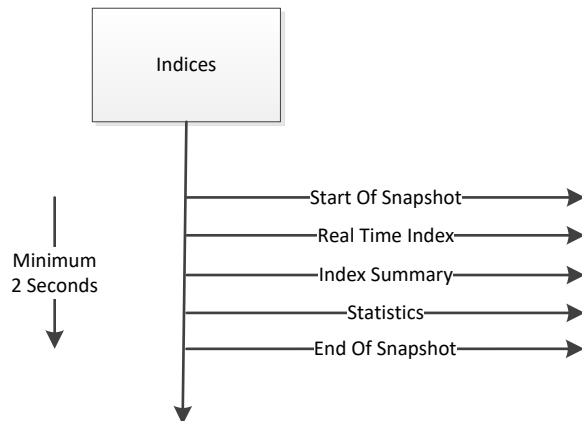 Indices
Start Of Snapshot
Real Time Index
Minimum
2 Seconds
Index Summary
Statistics
End Of Snapshot